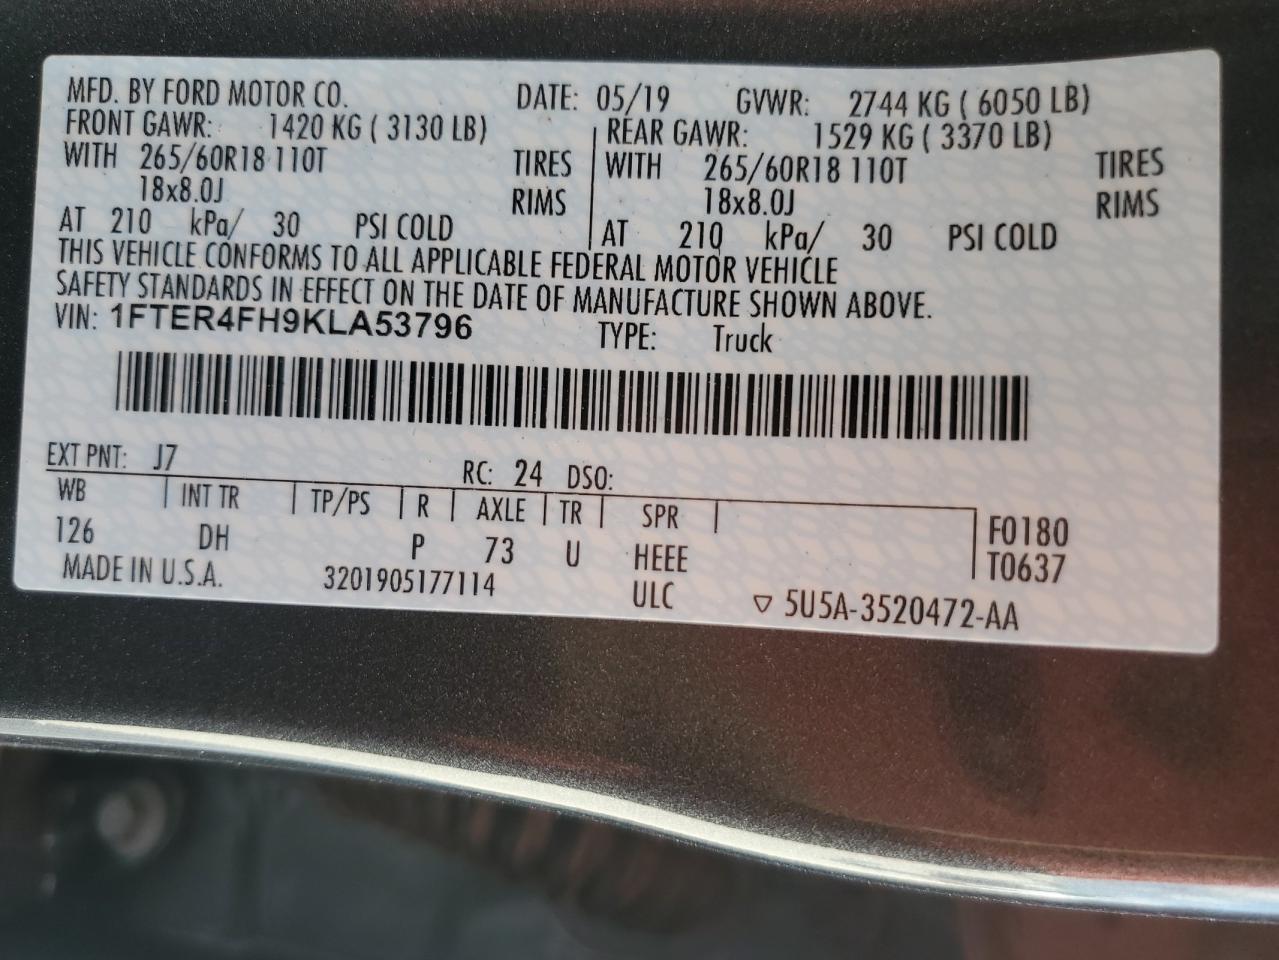 MFD. BY FORD MOTOR CO. DATE: 05/19 GVWR: 2744 KG ( 6050 LB)
FRONT GAWR: 1420 KG ( 3130 LB) REAR GAWR: 1529 KG ( 3370 LB)
WITH 265/60R18 110T TIRES WITH 265/60R18 110T TIRES
18x8.0J RIMS 18x8.0J RIMS
AT 210 kPa/ 30 PSI COLD AT 210 kPa/ 30 PSI COLD
THIS VEHICLE CONFORMS TO ALL APPLICABLE FEDERAL MOTOR VEHICLE
SAFETY STANDARDS IN EFFECT ON THE DATE OF MANUFACTURE SHOWN ABOVE.
VIN: 1FTER4FH9KLA53796 TYPE: Truck
EXT PNT: J7 RC: 24 DSO:
WB INT TR TP/PS R AXLE TR SPR F0180
126 DH P 73 U HEEE T0637
MADE IN U.S.A. 3201905177114 ULC ▽ 5U5A-3520472-AA